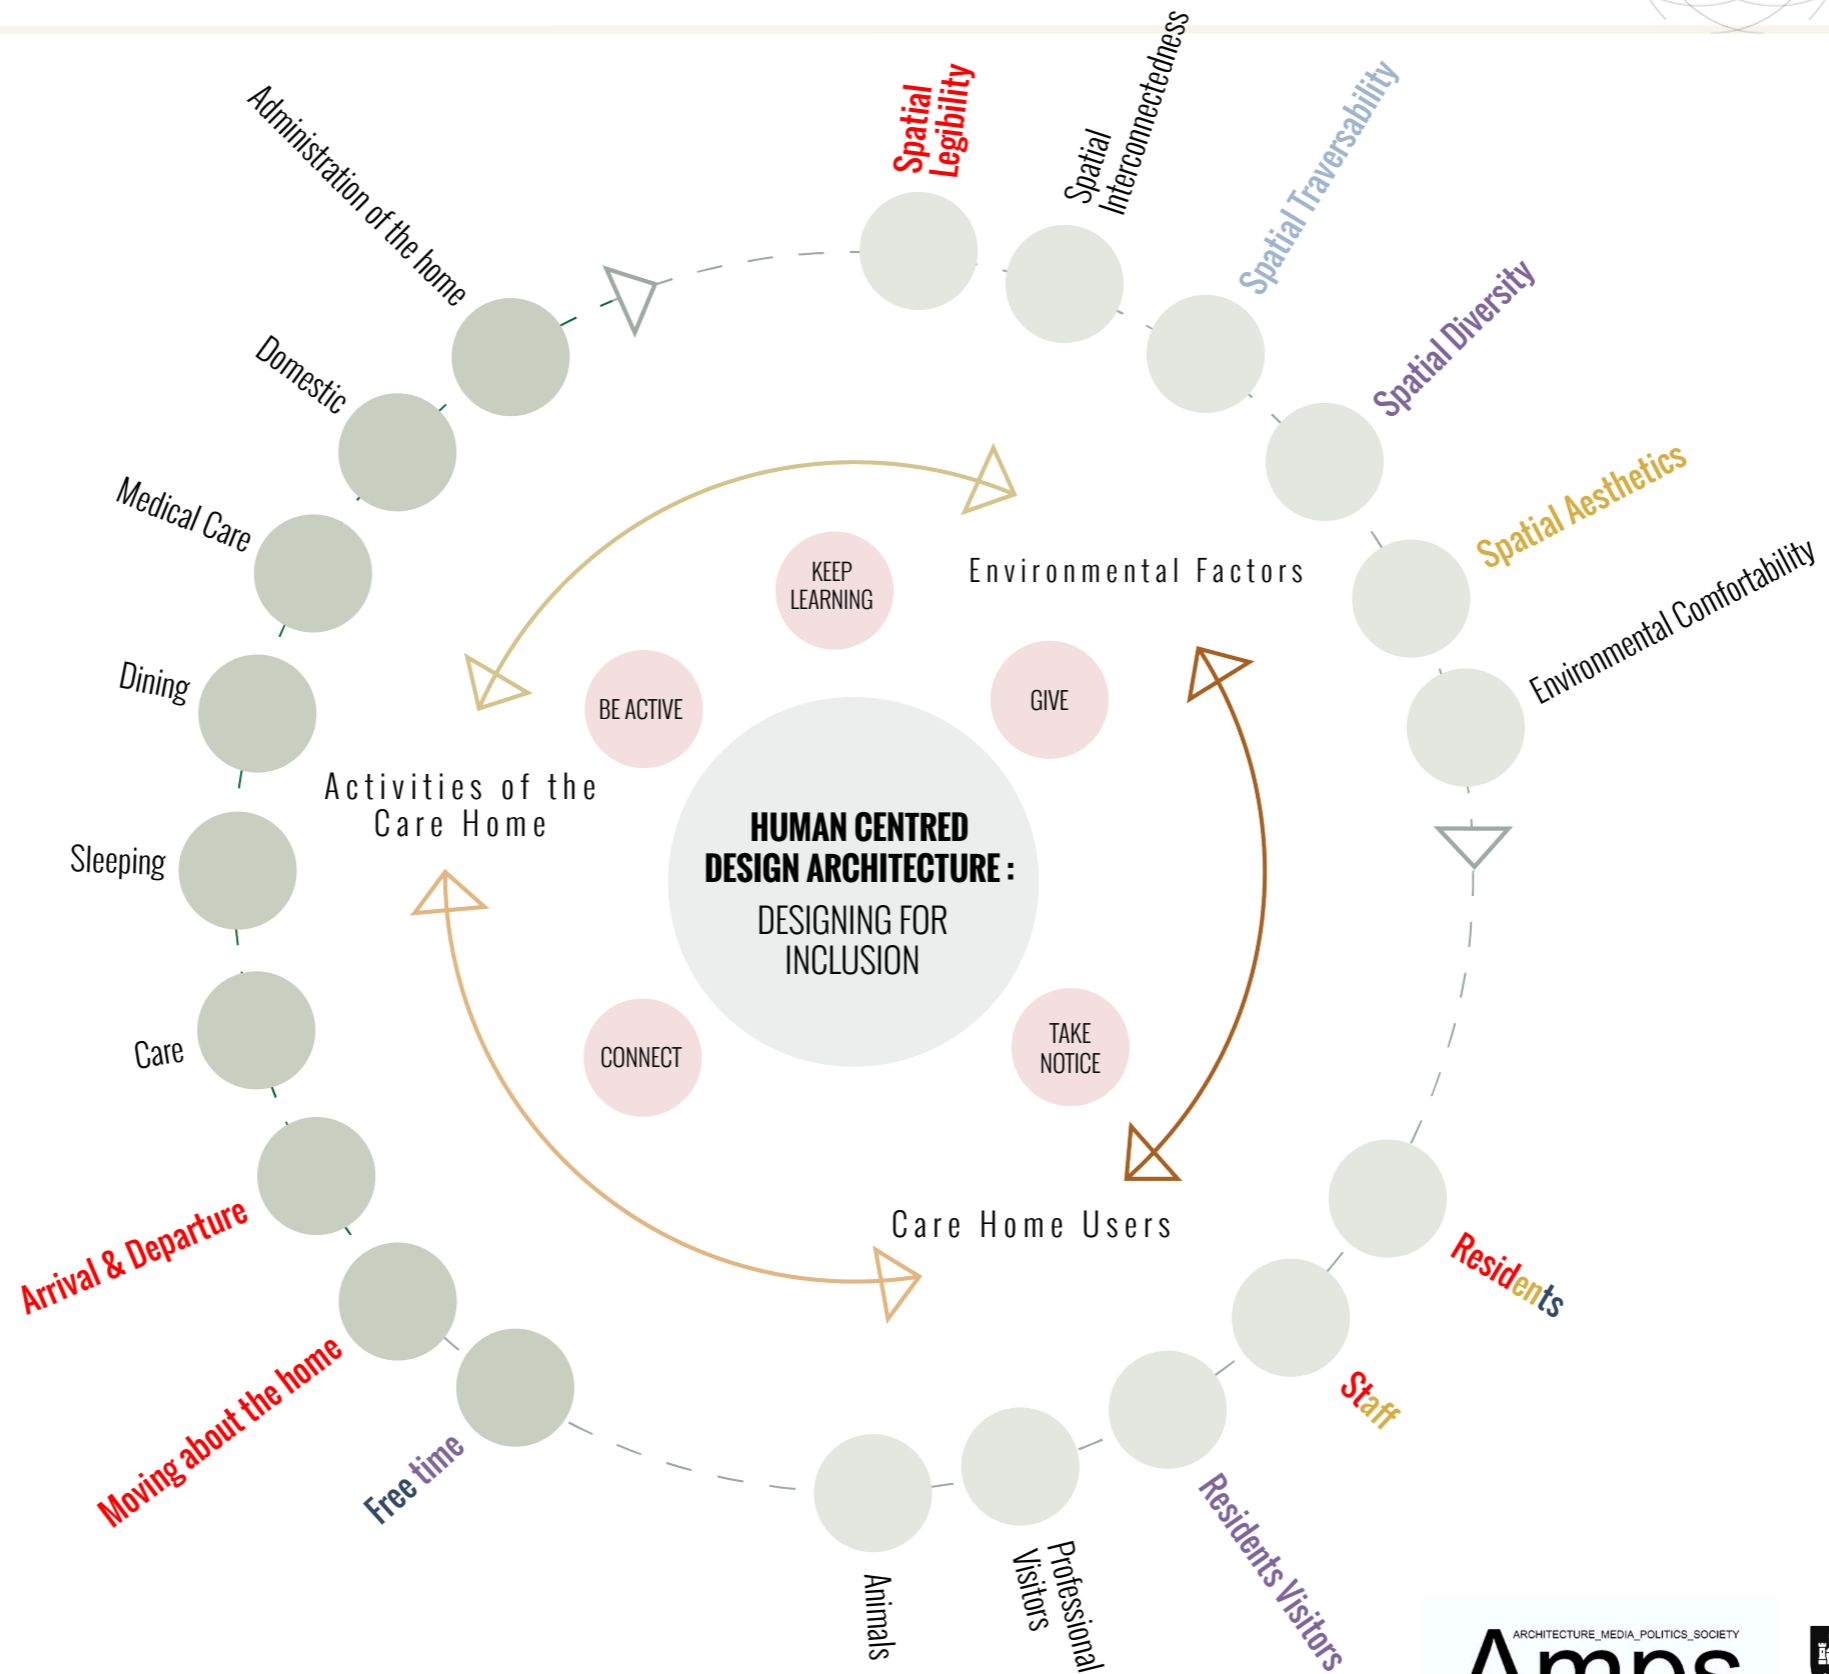 Spatial
Legibility
Spatial
Interconnectedness
Spatial Traversability
Spatial Diversity
Spatial Aesthetics
Environmental Comfortability
Administration of the home
Domestic
Medical Care
Dining
Sleeping
Care
Arrival & Departure
Moving about the home
Free time
Environmental Factors
Activities of the
Care Home
Care Home Users
KEEP
LEARNING
BE ACTIVE
GIVE
CONNECT
TAKE
NOTICE
HUMAN CENTRED
DESIGN ARCHITECTURE :
DESIGNING FOR
INCLUSION
Residents
Staff
Residents Visitors
Professional
Visitors
Animals
ARCHITECTURE_MEDIA_POLITICS_SOCIETY
Amps